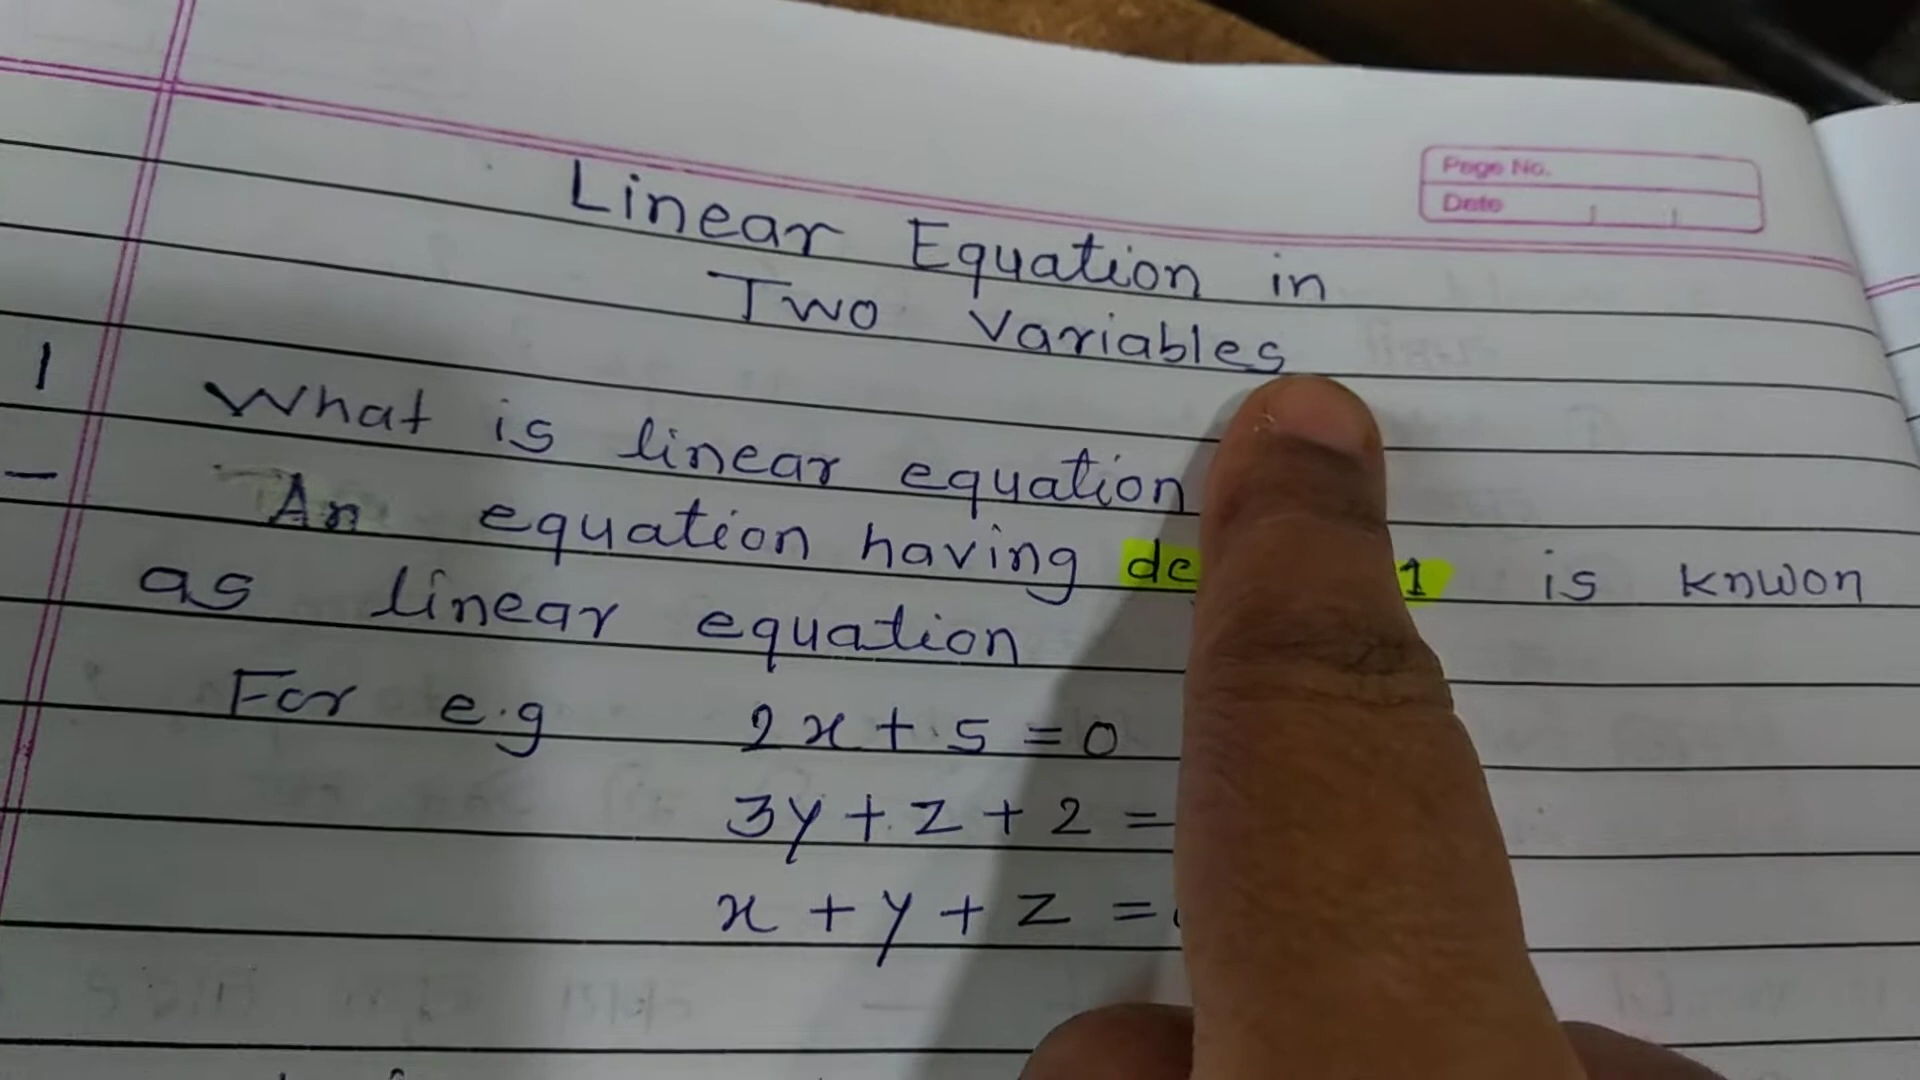 Page No.
Date
Linear Equation in
Two Variables
1 What is linear equation
– An equation having 1 is knwon
as linear equation
For e.g 2x + 5 = 0
3y + z + 2 =
x + y + z =